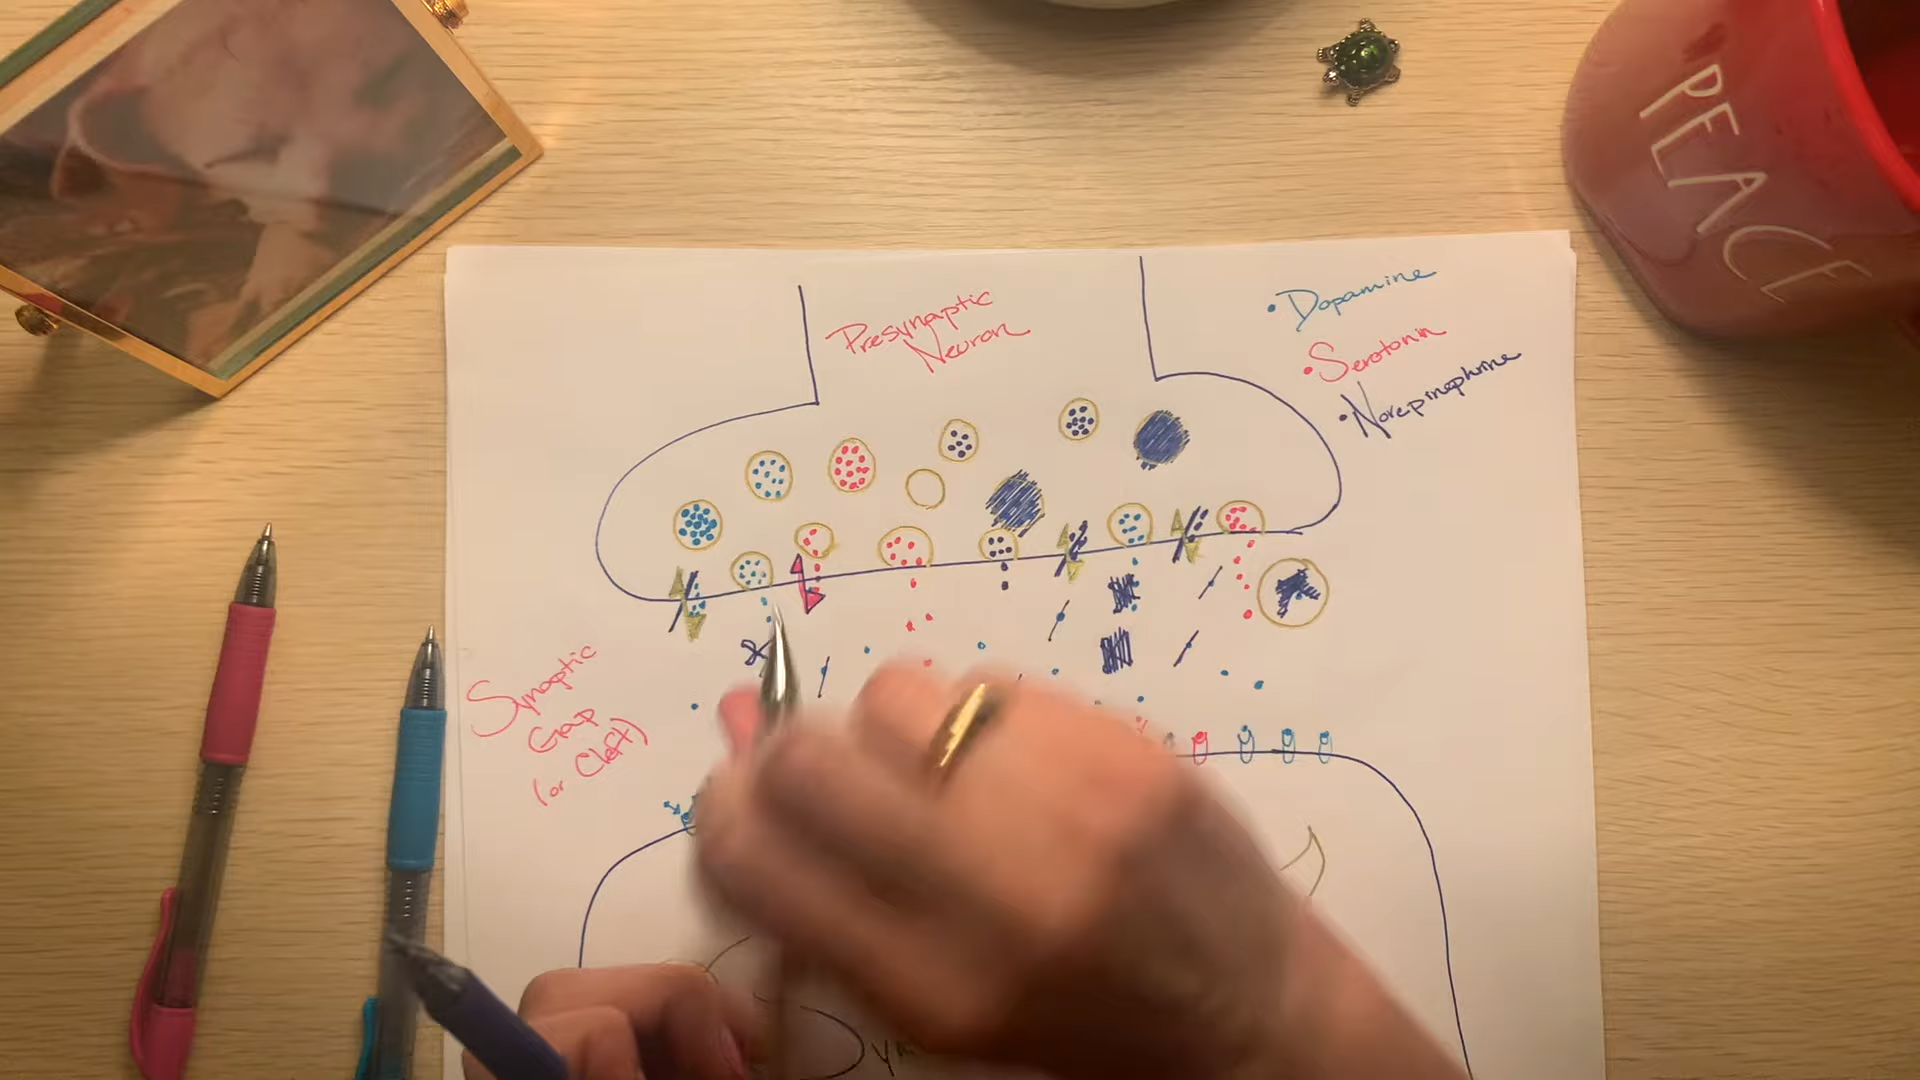 PEACE
Presynaptic
Neuron
• Dopamine
• Serotonin
• Norepinephrine
Synaptic
Gap
(or Cleft)